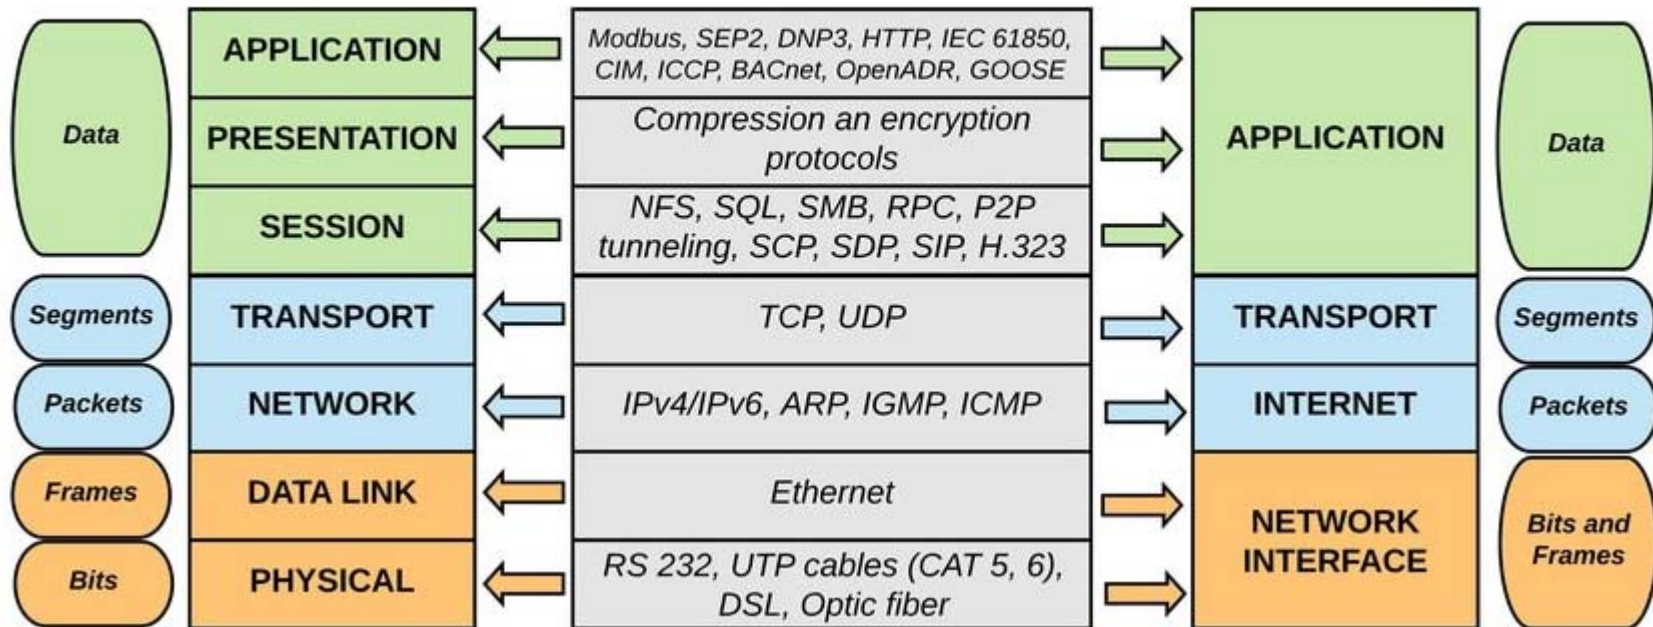 Data
APPLICATION
PRESENTATION
SESSION
Modbus, SEP2, DNP3, HTTP, IEC 61850,
CIM, ICCP, BACnet, OpenADR, GOOSE
Compression an encryption
protocols
NFS, SQL, SMB, RPC, P2P
tunneling, SCP, SDP, SIP, H.323
APPLICATION
Data
Segments
TRANSPORT
TCP, UDP
TRANSPORT
Segments
Packets
NETWORK
IPv4/IPv6, ARP, IGMP, ICMP
INTERNET
Packets
Frames
DATA LINK
Ethernet
Bits
PHYSICAL
RS 232, UTP cables (CAT 5, 6),
DSL, Optic fiber
NETWORK
INTERFACE
Bits and
Frames